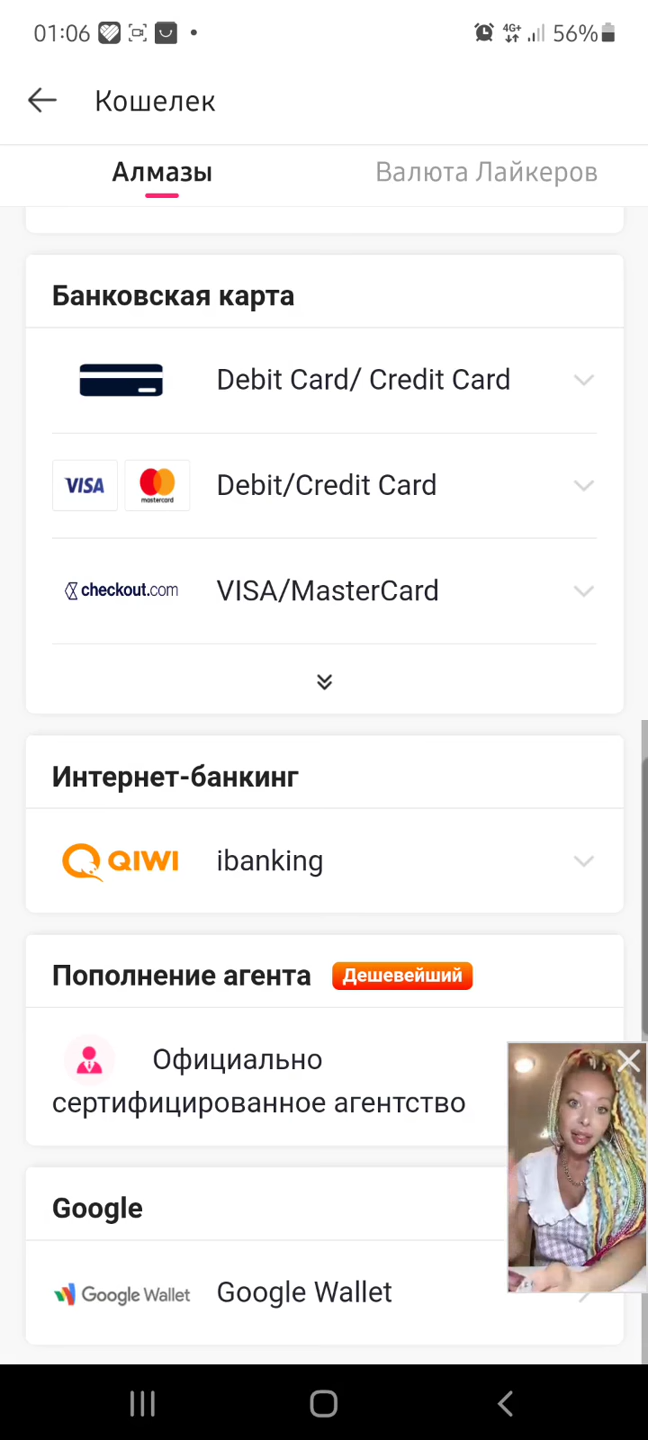 01:06 4G+ 56%
Кошелек
Алмазы Валюта Лайкеров
Банковская карта
Debit Card/ Credit Card
VISA mastercard Debit/Credit Card
checkout.com VISA/MasterCard
Интернет-банкинг
QIWI ibanking
Пополнение агента Дешевейший
Официально
сертифицированное агентство
Google
Google Wallet Google Wallet